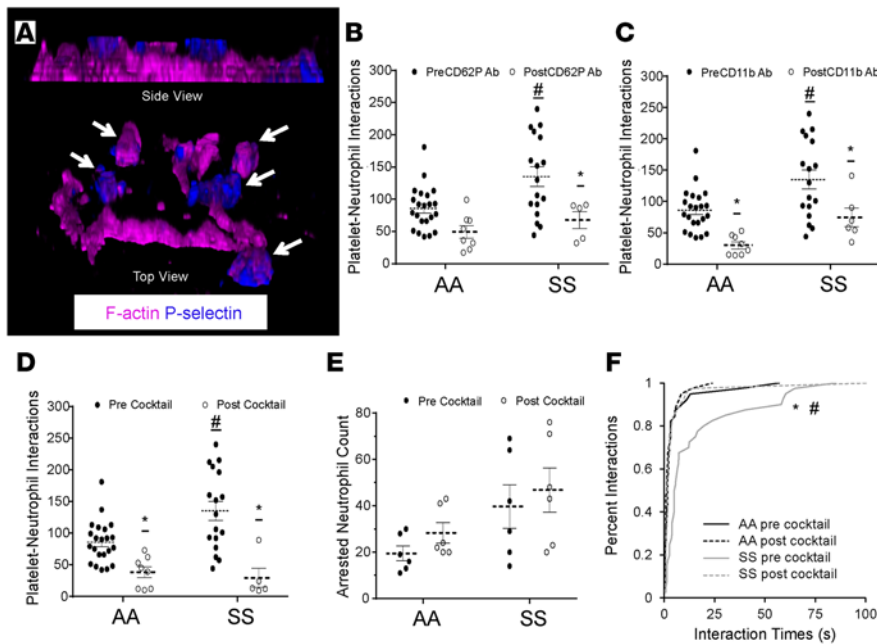 A
Side View
Top View
F-actin P-selectin
B
PreCD62P Ab PostCD62P Ab
Platelet-Neutrophil Interactions
300
250
200
150
100
50
0
#
*
AA SS
C
PreCD11b Ab PostCD11b Ab
Platelet-Neutrophil Interactions
300
250
200
150
100
50
0
#
*
*
AA SS
D
Pre Cocktail Post Cocktail
Platelet-Neutrophil Interactions
300
250
200
150
100
50
0
#
*
*
AA SS
E
Pre Cocktail Post Cocktail
Arrested Neutrophil Count
80
60
40
20
0
AA SS
F
Percent Interactions
1
0.8
0.6
0.4
0.2
0
* #
AA pre cocktail
AA post cocktail
SS pre cocktail
SS post cocktail
0 25 50 75 100
Interaction Times (s)